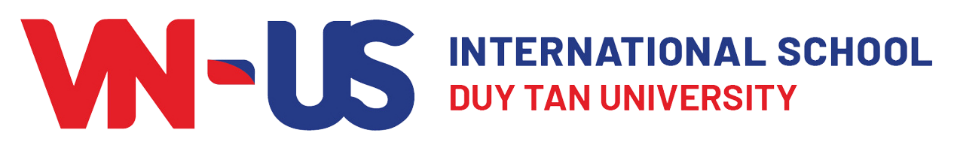 VN-US
INTERNATIONAL SCHOOL
DUY TAN UNIVERSITY